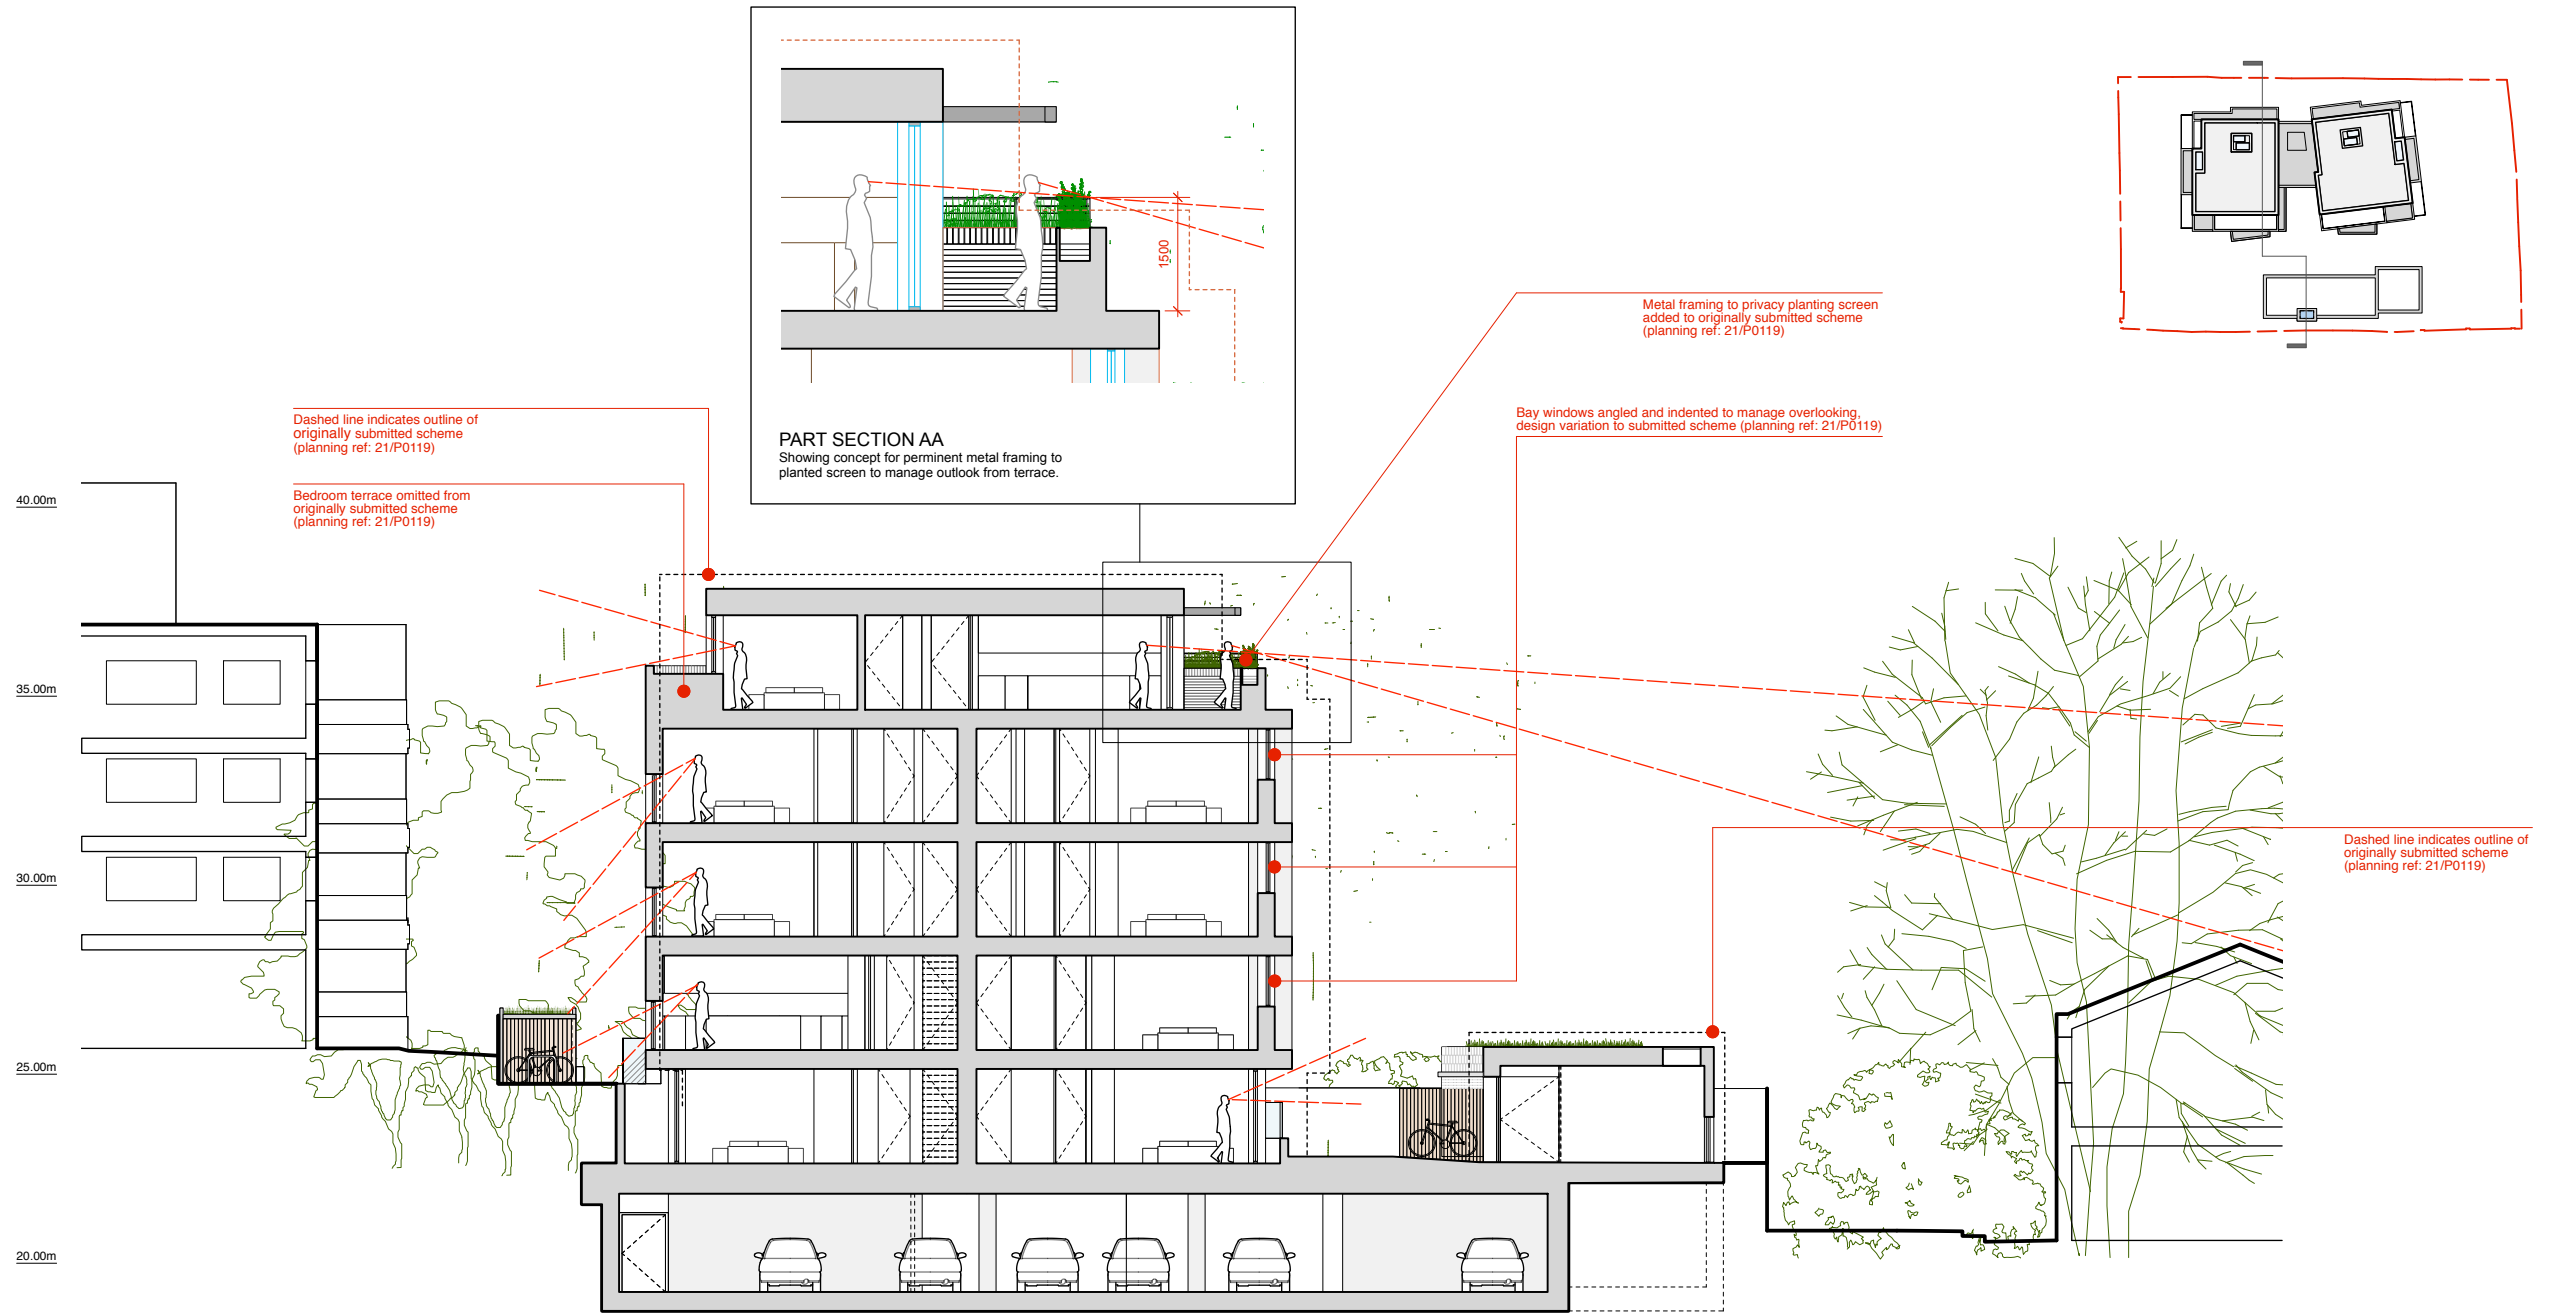 1500
PART SECTION AA
Showing concept for perminent metal framing to
planted screen to manage outlook from terrace.
Metal framing to privacy planting screen
added to originally submitted scheme
(planning ref: 21/P0119)
Dashed line indicates outline of
originally submitted scheme
(planning ref: 21/P0119)
Bay windows angled and indented to manage overlooking,
design variation to submitted scheme (planning ref: 21/P0119)
Bedroom terrace omitted from
originally submitted scheme
(planning ref: 21/P0119)
40.00m
35.00m
30.00m
25.00m
20.00m
Dashed line indicates outline of
originally submitted scheme
(planning ref: 21/P0119)